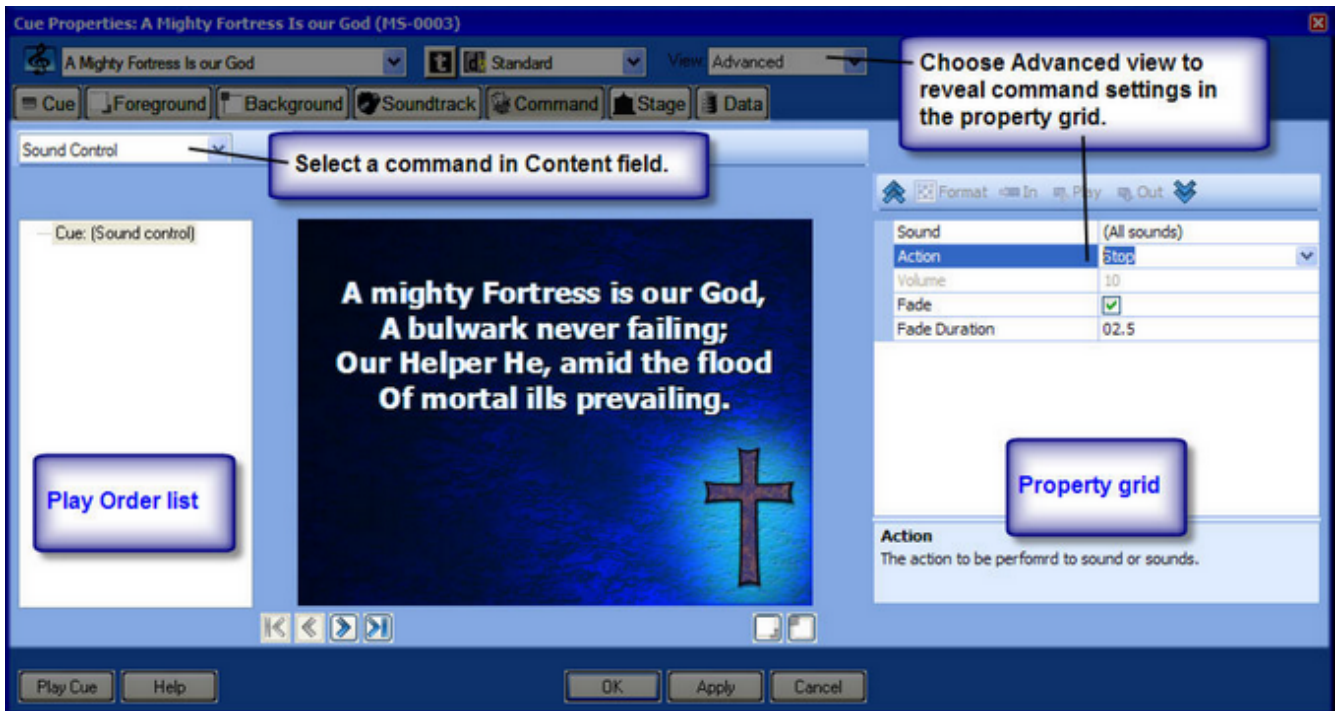 Cue Properties: A Mighty Fortress Is our God (MS-0003)
A Mighty Fortress Is our God
t
d:
Standard
View:
Advanced
Choose Advanced view to
reveal command settings in
the property grid.
Cue
Foreground
Background
Soundtrack
Command
Stage
Data
Sound Control
Select a command in Content field.
Format
In
Play
Out
Cue: (Sound control)
Sound (All sounds)
Action Stop
Volume 10
Fade
Fade Duration 02.5
A mighty Fortress is our God,
A bulwark never failing;
Our Helper He, amid the flood
Of mortal ills prevailing.
Play Order list
Property grid
Action
The action to be perfomrd to sound or sounds.
Play Cue
Help
OK
Apply
Cancel